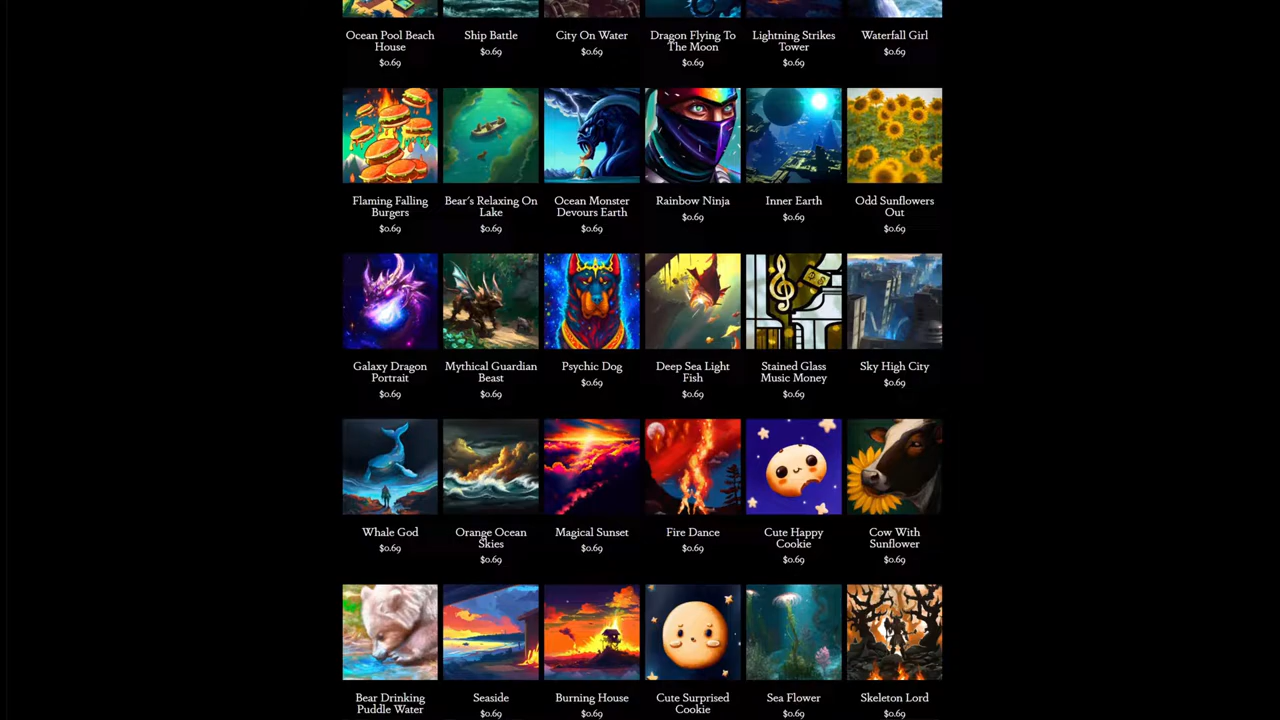 Ocean Pool Beach
House
$0.69
Ship Battle
$0.69
City On Water
$0.69
Dragon Flying To
The Moon
$0.69
Lightning Strikes
Tower
$0.69
Waterfall Girl
$0.69
Flaming Falling
Burgers
$0.69
Bear's Relaxing On
Lake
$0.69
Ocean Monster
Devours Earth
$0.69
Rainbow Ninja
$0.69
Inner Earth
$0.69
Odd Sunflowers
Out
$0.69
Galaxy Dragon
Portrait
$0.69
Mythical Guardian
Beast
$0.69
Psychic Dog
$0.69
Deep Sea Light
Fish
$0.69
Stained Glass
Music Money
$0.69
Sky High City
$0.69
Whale God
$0.69
Orange Ocean
Skies
$0.69
Magical Sunset
$0.69
Fire Dance
$0.69
Cute Happy
Cookie
$0.69
Cow With
Sunflower
$0.69
Bear Drinking
Puddle Water
Seaside
$0.69
Burning House
$0.69
Cute Surprised
Cookie
Sea Flower
$0.69
Skeleton Lord
$0.69